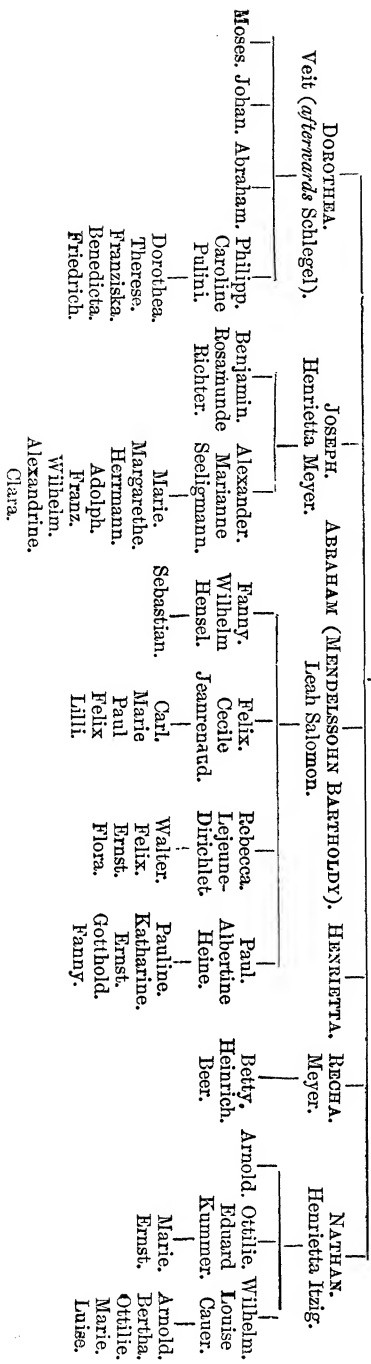 DOROTHEA. JOSEPH. ABRAHAM (MENDELSSOHN BARTHOLDY). HENRIETTA. RECHA. NATHAN.
Veit (afterwards Schlegel). Henrietta Meyer. Leah Salomon. Meyer. Henrietta Itzig.
Moses. Johan. Abraham. Philipp. Benjamin. Alexander. Fanny. Felix. Rebecca. Paul. Betty. Arnold. Ottilie. Wilhelm.
Caroline Rosamunde Marianne Wilhelm Cecile Lejeune- Albertine Heinrich. Eduard Louise
Pulini. Richter. Seeligmann. Hensel. Jeanrenaud. Dirichlet Heine. Beer. Kummer. Cauer.
Dorothea. Marie. Sebastian. Carl. Walter. Pauline. Marie. Arnold.
Therese. Margarethe. Marie Felix. Katharine. Ernst. Bertha.
Franziska. Herrmann. Paul Ernst. Ernst. Ottilie.
Benedicta. Adolph. Felix Flora. Gotthold. Marie.
Friedrich. Franz. Lilli. Fanny. Luise.
Wilhelm.
Alexandrine.
Clara.